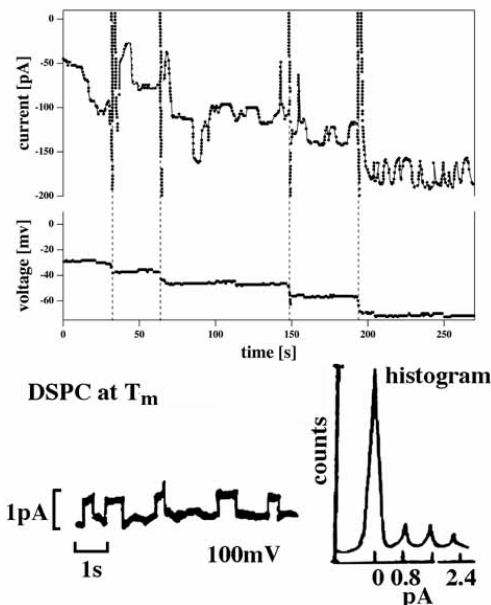 0
-50
-100
-150
-200
current [pA]
0
-20
-40
-60
voltage [mv]
0 50 100 150 200 250
time [s]
DSPC at Tm
histogram
counts
1pA
1s
100mV
0 0.8 2.4
pA